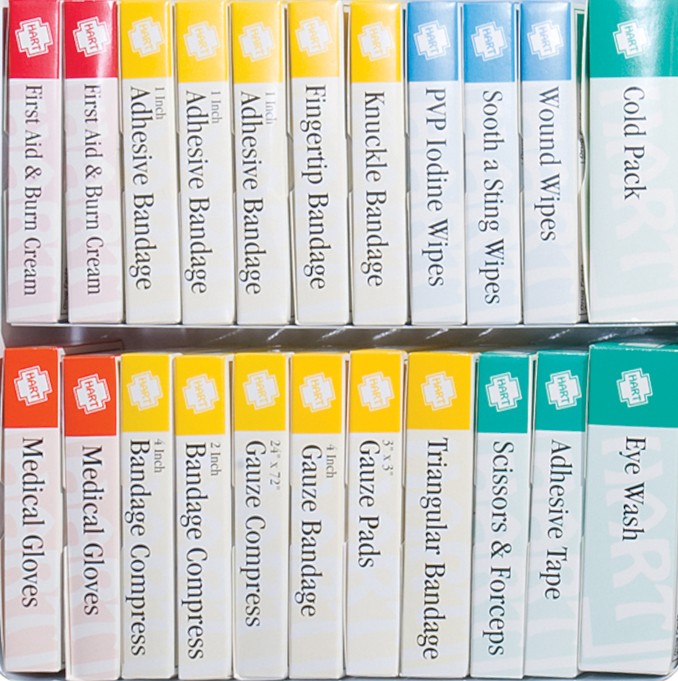 HART
First Aid & Burn Cream
HART
First Aid & Burn Cream
HART
1 Inch
Adhesive Bandage
HART
1 Inch
Adhesive Bandage
HART
1 Inch
Adhesive Bandage
HART
Fingertip Bandage
HART
Knuckle Bandage
HART
PVP Iodine Wipes
HART
Sooth a Sting Wipes
HART
Wound Wipes
HART
Cold Pack
HART
Medical Gloves
HART
Medical Gloves
HART
4 Inch
Bandage Compress
HART
2 Inch
Bandage Compress
HART
24" x 72"
Gauze Compress
HART
4 Inch
Gauze Bandage
HART
3" x 3"
Gauze Pads
HART
Triangular Bandage
HART
Scissors & Forceps
HART
Adhesive Tape
HART
Eye Wash